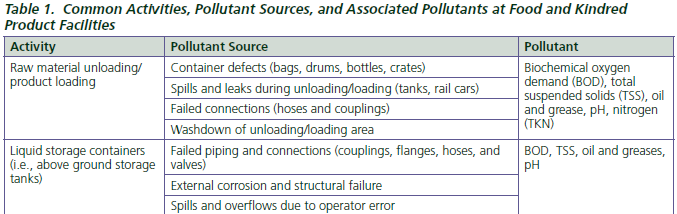 Table 1. Common Activities, Pollutant Sources, and Associated Pollutants at Food and Kindred
Product Facilities
Activity
Pollutant Source
Pollutant
Raw material unloading/
product loading
Container defects (bags, drums, bottles, crates)
Spills and leaks during unloading/loading (tanks, rail cars)
Failed connections (hoses and couplings)
Washdown of unloading/loading area
Biochemical oxygen
demand (BOD), total
suspended solids (TSS), oil
and grease, pH, nitrogen
(TKN)
Liquid storage containers
(i.e., above ground storage
tanks)
Failed piping and connections (couplings, flanges, hoses, and
valves)
External corrosion and structural failure
Spills and overflows due to operator error
BOD, TSS, oil and greases,
pH